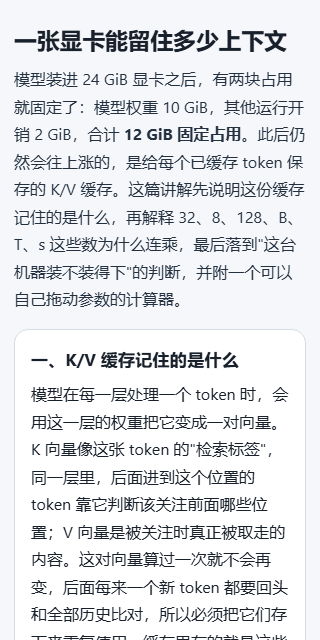 一张显卡能留住多少上下文
模型装进 24 GiB 显卡之后，有两块占用
就固定了：模型权重 10 GiB，其他运行开
销 2 GiB，合计 12 GiB 固定占用。此后仍
然会往上涨的，是给每个已缓存 token 保
存的 K/V 缓存。这篇讲解先说明这份缓存
记住的是什么，再解释 32、8、128、B、
T、s 这些数为什么连乘，最后落到"这台
机器装不装得下"的判断，并附一个可以
自己拖动参数的计算器。
一、K/V 缓存记住的是什么
模型在每一层处理一个 token 时，会
用这一层的权重把它变成一对向量。
K 向量像这张 token 的"检索标签"，
同一层里，后面进到这个位置的
token 靠它判断该关注前面哪些位
置；V 向量是被关注时真正被取走的
内容。这对向量算过一次就不会再
变，后面每来一个新 token 都要回头
和全部历史比对，所以必须把它们存